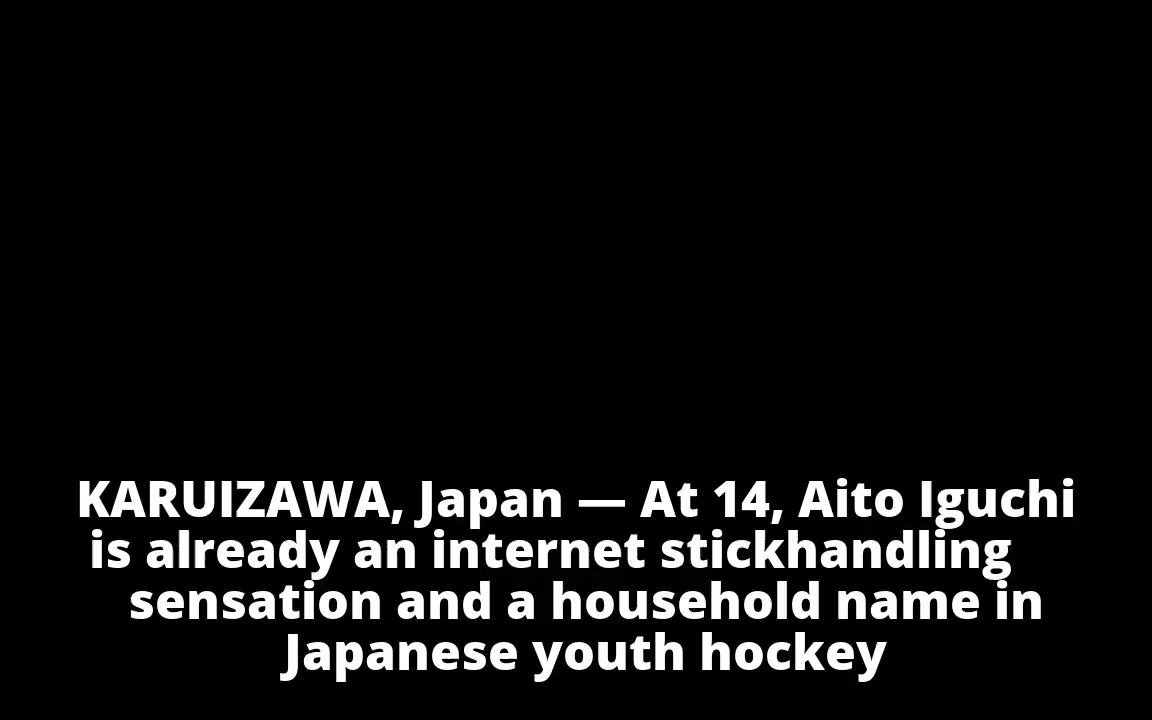 KARUIZAWA, Japan — At 14, Aito Iguchi
is already an internet stickhandling
sensation and a household name in
Japanese youth hockey